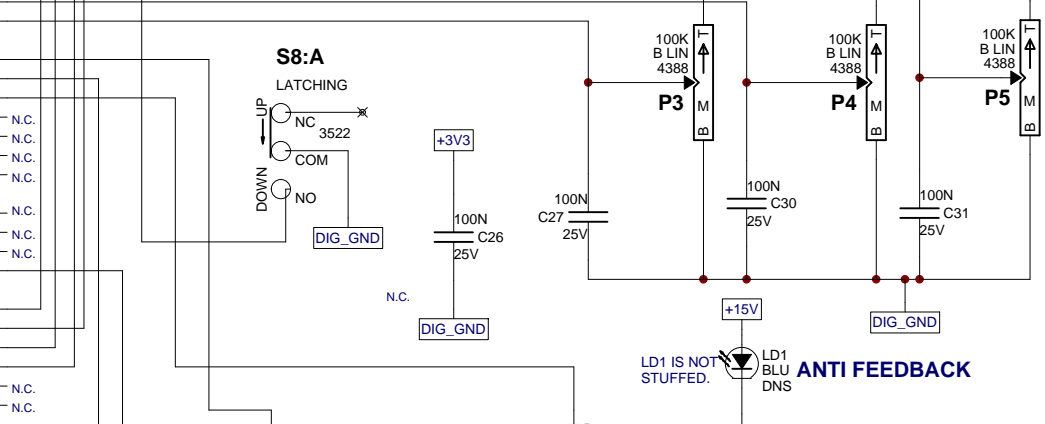 N.C.
N.C.
N.C.
N.C.
N.C.
N.C.
N.C.
N.C.
N.C.
S8:A
LATCHING
UP
NC
3522
COM
DOWN
NO
DIG_GND
+3V3
100N
C26
25V
N.C.
DIG_GND
100K
B LIN
4388
P3
T
M
B
100N
C27
25V
100K
B LIN
4388
P4
T
M
B
100N
C30
25V
100K
B LIN
4388
P5
T
M
B
100N
C31
25V
DIG_GND
+15V
LD1 IS NOT
STUFFED.
LD1
BLU
DNS
ANTI FEEDBACK